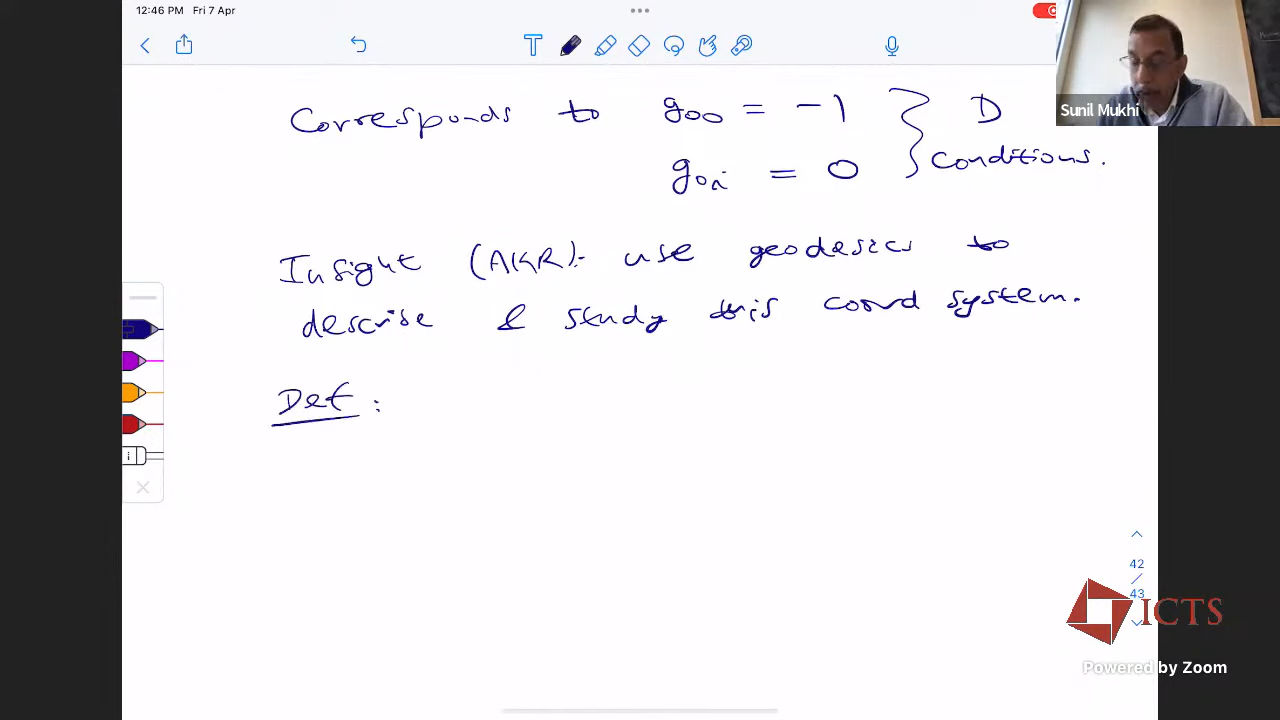 12:46 PM Fri 7 Apr
T
Sunil Mukhi
Corresponds to g₀₀ = -1 } D
g₀ᵢ = 0 conditions.
Insight (AKR): use geodesics to
describe & study this coord system.
Def :
i
42
/
43
ICTS
Powered by Zoom